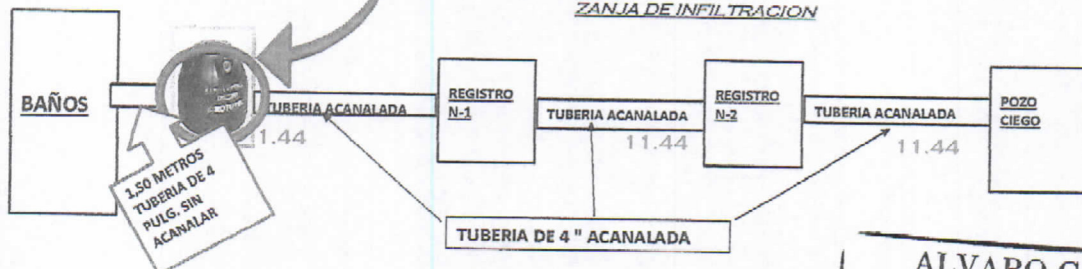 ZANJA DE INFILTRACION
BAÑOS
TUBERIA ACANALADA
1.44
REGISTRO
N-1
TUBERIA ACANALADA
11.44
REGISTRO
N-2
TUBERIA ACANALADA
11.44
POZO
CIEGO
1,50 METROS
TUBERIA DE 4
PULG. SIN
ACANALAR
TUBERIA DE 4 " ACANALADA
ALVARO